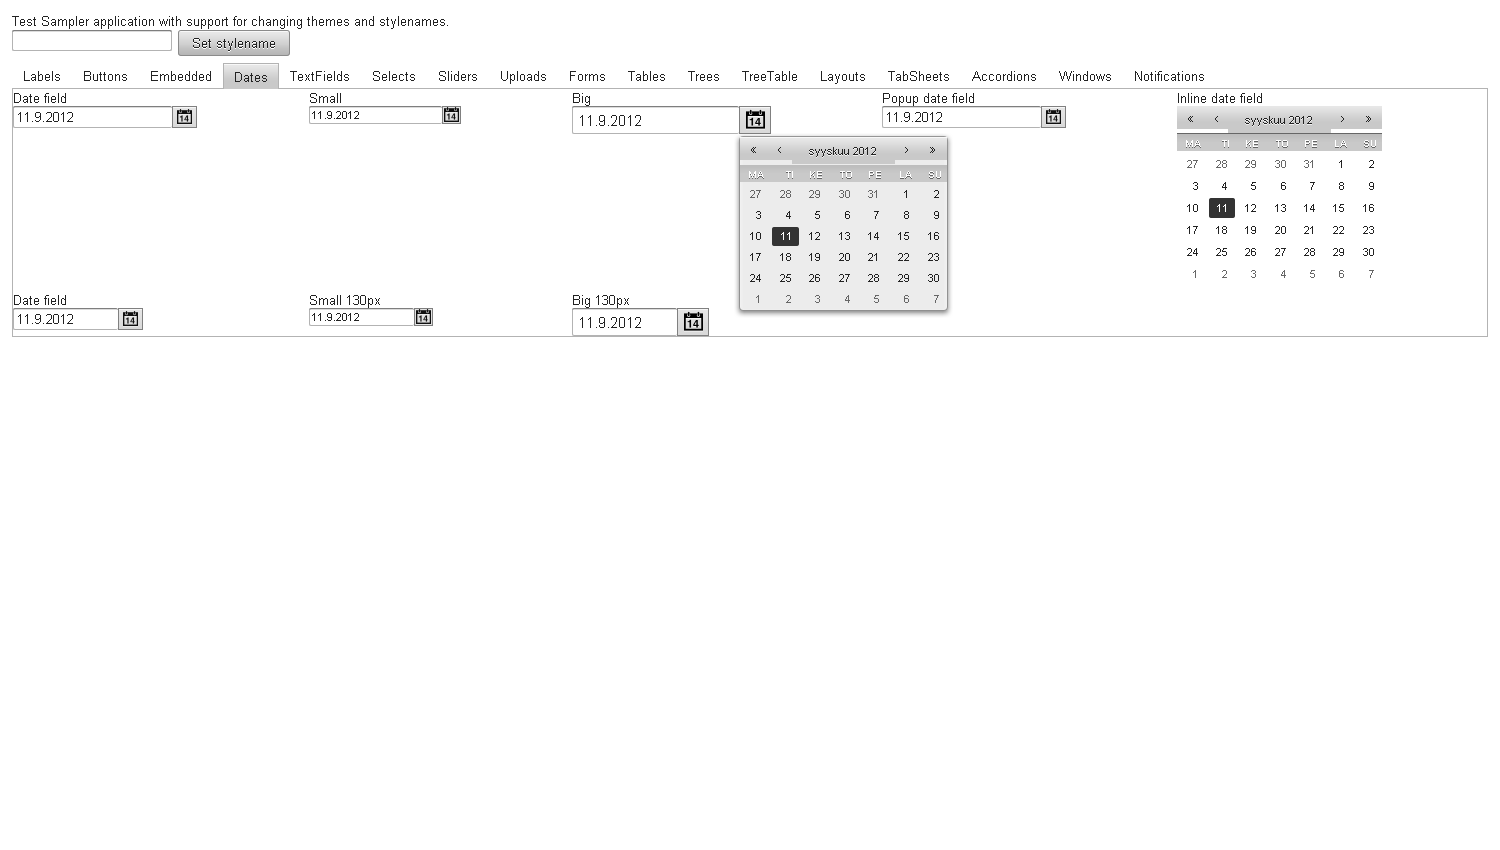 Test Sampler application with support for changing themes and stylenames.
Set stylename
Labels Buttons Embedded Dates TextFields Selects Sliders Uploads Forms Tables Trees TreeTable Layouts TabSheets Accordions Windows Notifications
Date field Small Big Popup date field Inline date field
11.9.2012 14 11.9.2012 14 11.9.2012 14 11.9.2012 14
« ‹ syyskuu 2012 › »
MA TI KE TO PE LA SU
27 28 29 30 31 1 2
3 4 5 6 7 8 9
10 11 12 13 14 15 16
17 18 19 20 21 22 23
24 25 26 27 28 29 30
1 2 3 4 5 6 7
« ‹ syyskuu 2012 › »
MA TI KE TO PE LA SU
27 28 29 30 31 1 2
3 4 5 6 7 8 9
10 11 12 13 14 15 16
17 18 19 20 21 22 23
24 25 26 27 28 29 30
1 2 3 4 5 6 7
Date field Small 130px Big 130px
11.9.2012 14 11.9.2012 14 11.9.2012 14